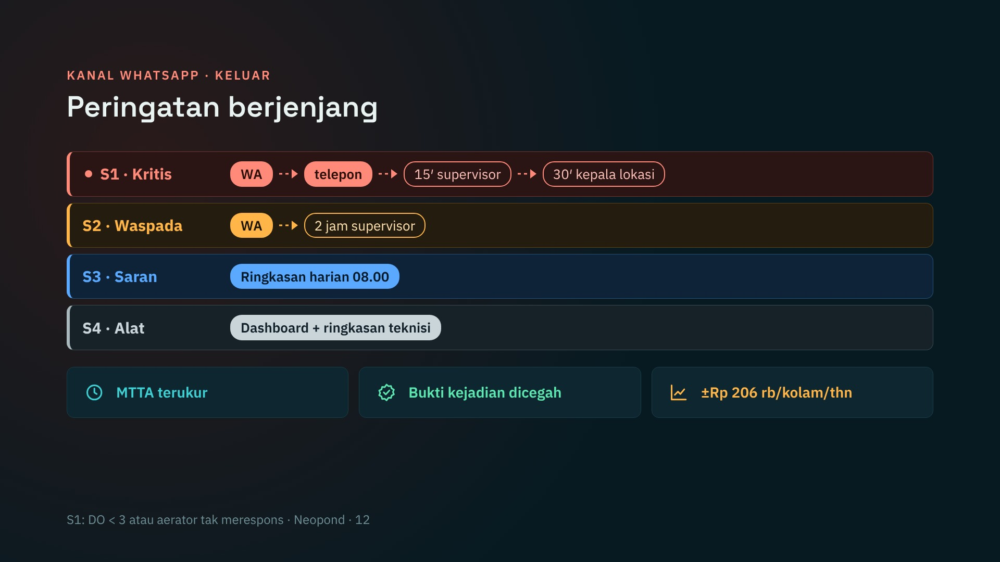 KANAL WHATSAPP · KELUAR
Peringatan berjenjang
S1 · Kritis WA telepon 15′ supervisor 30′ kepala lokasi
S2 · Waspada WA 2 jam supervisor
S3 · Saran Ringkasan harian 08.00
S4 · Alat Dashboard + ringkasan teknisi
MTTA terukur Bukti kejadian dicegah ±Rp 206 rb/kolam/thn
S1: DO < 3 atau aerator tak merespons · Neopond · 12